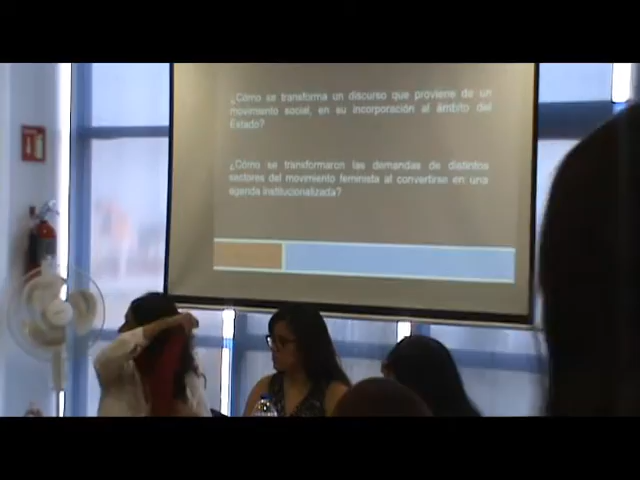 ¿Cómo se transforma un discurso que proviene de un
movimiento social, en su incorporación al ámbito del
Estado?
¿Cómo se transformaron las demandas de distintos
sectores del movimiento feminista al convertirse en una
agenda institucionalizada?